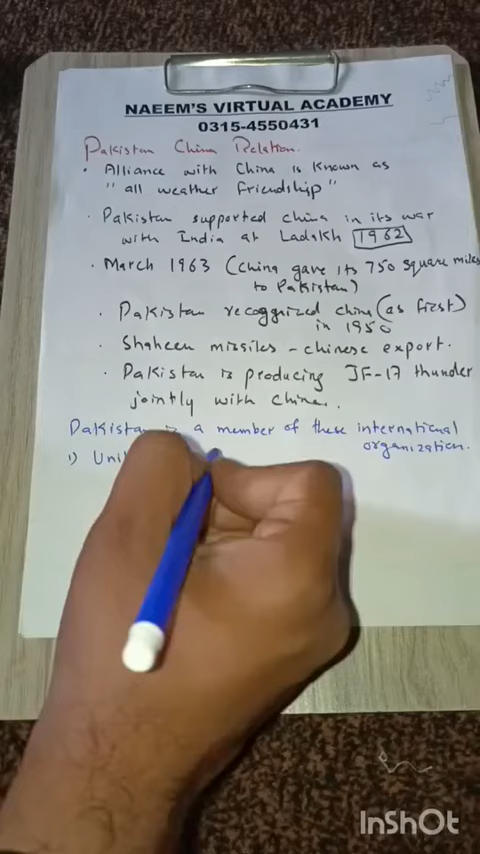 NAEEM'S VIRTUAL ACADEMY
0315-4550431
Pakistan China Relation.
• Alliance with China is known as
"all weather friendship"
• Pakistan supported china in its war
with India at Ladakh 1962
• March 1963 (China gave its 750 square miles
to Pakistan)
• Pakistan recognized china (as first)
in 1950
• Shaheen missiles - chinese export.
• Pakistan is producing JF-17 thunder
jointly with China.
Pakistan is a member of these international
organization.
1) Uni
InShOt